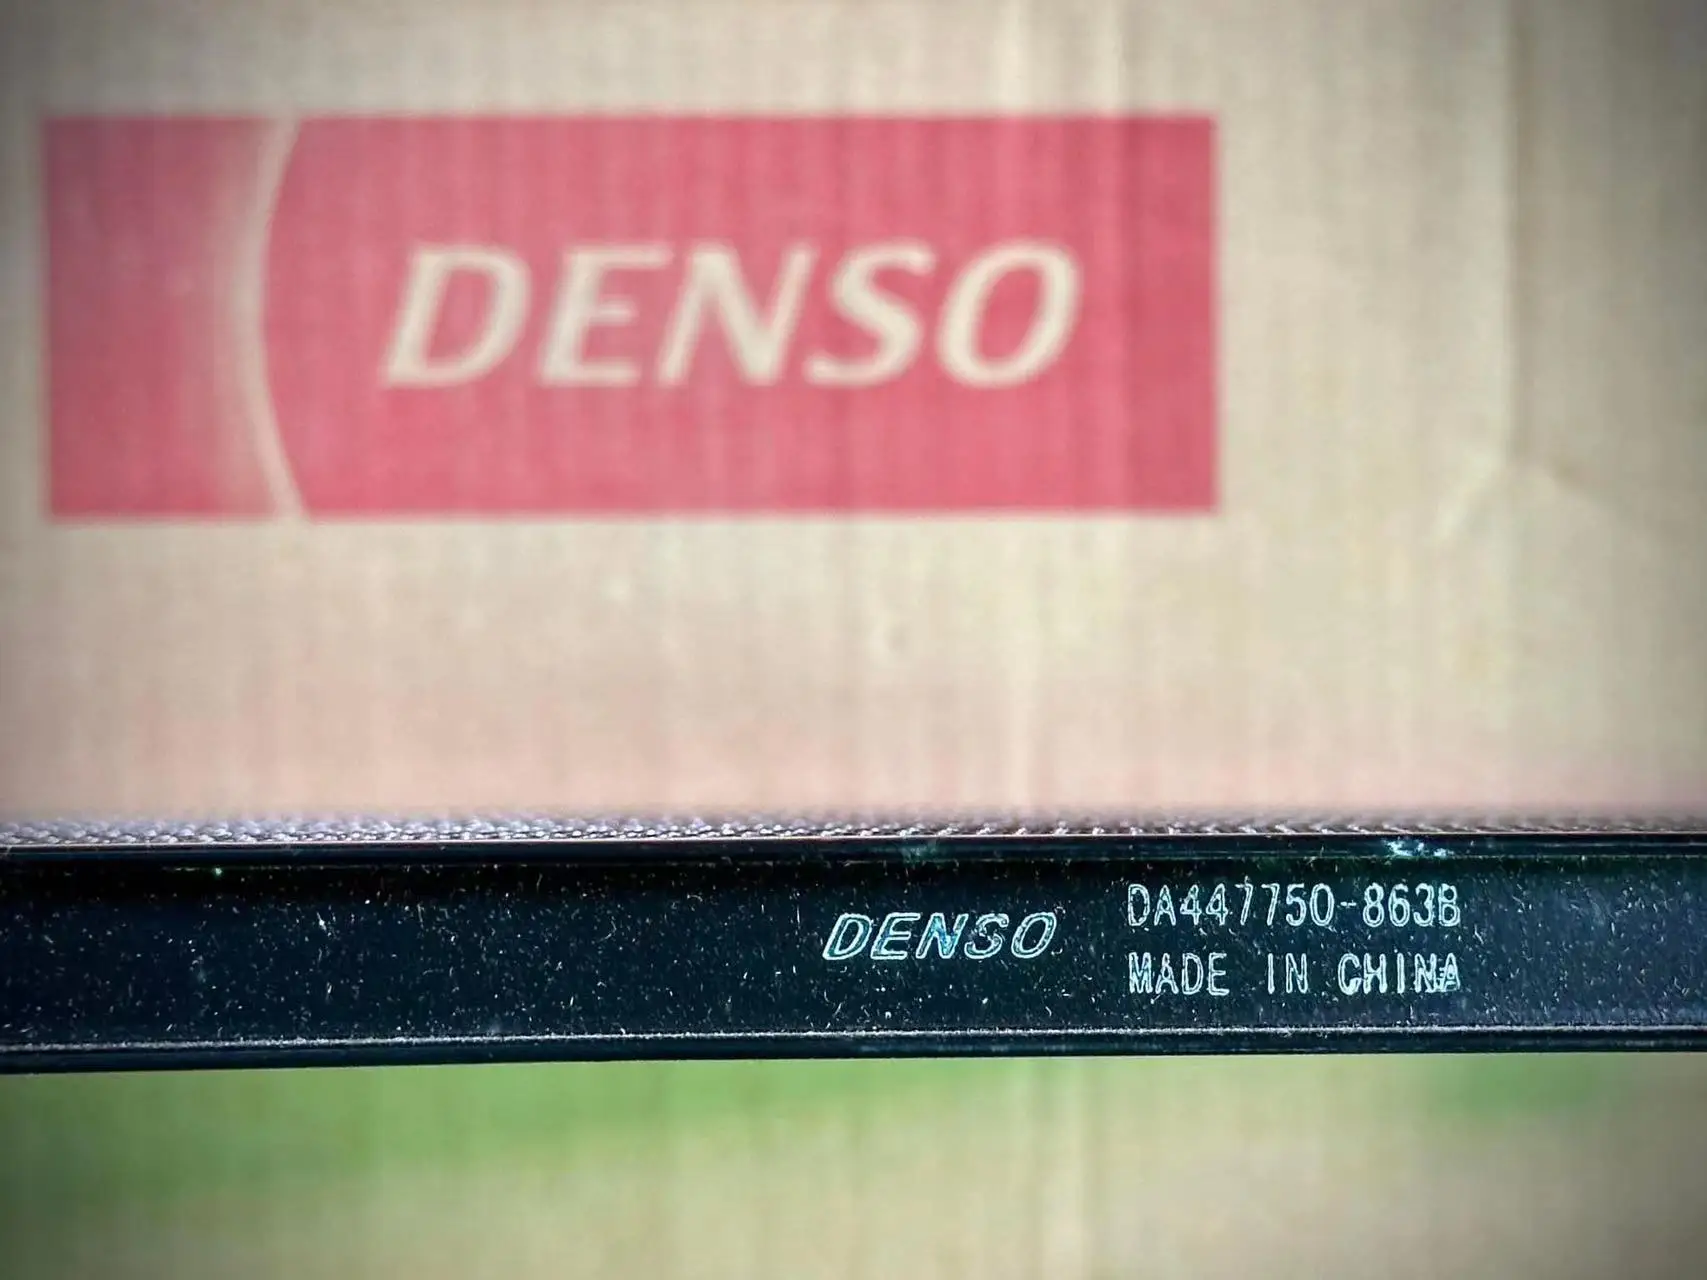 DENSO
DENSO
DA447750-863B
MADE IN CHINA